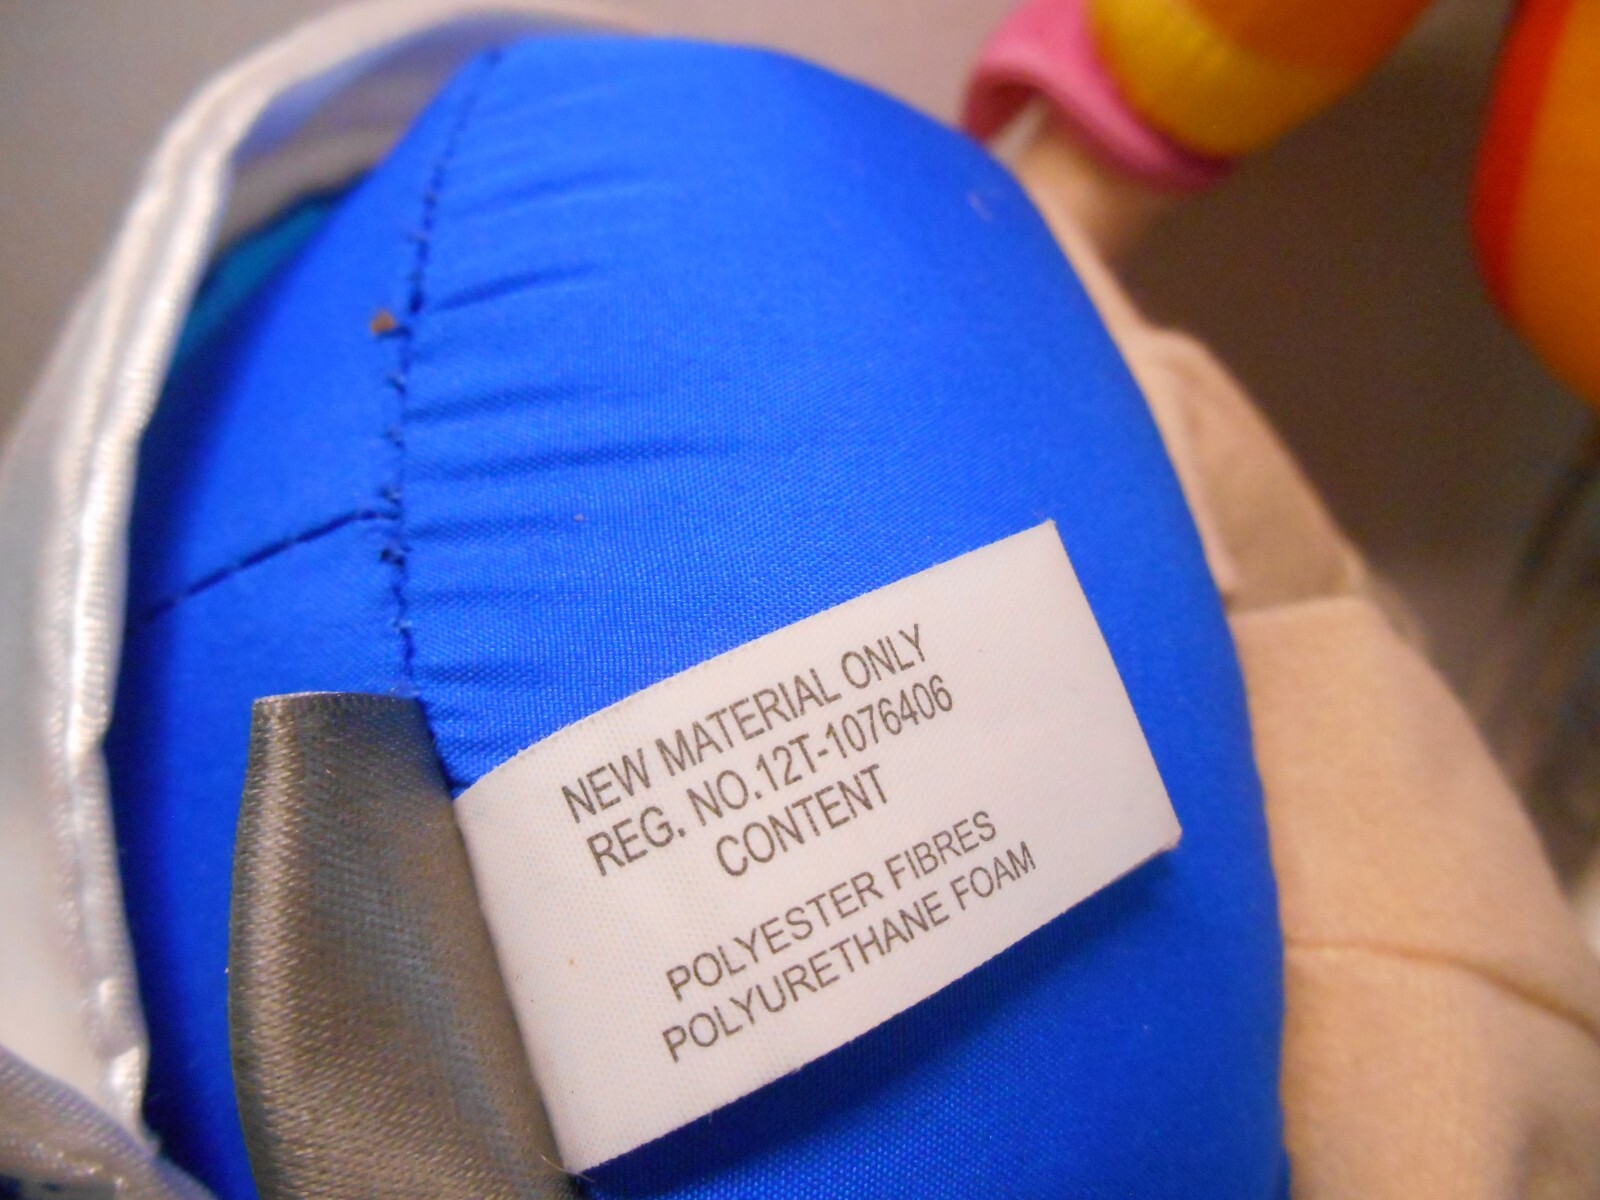 NEW MATERIAL ONLY
REG. NO.12T-1076406
CONTENT
POLYESTER FIBRES
POLYURETHANE FOAM